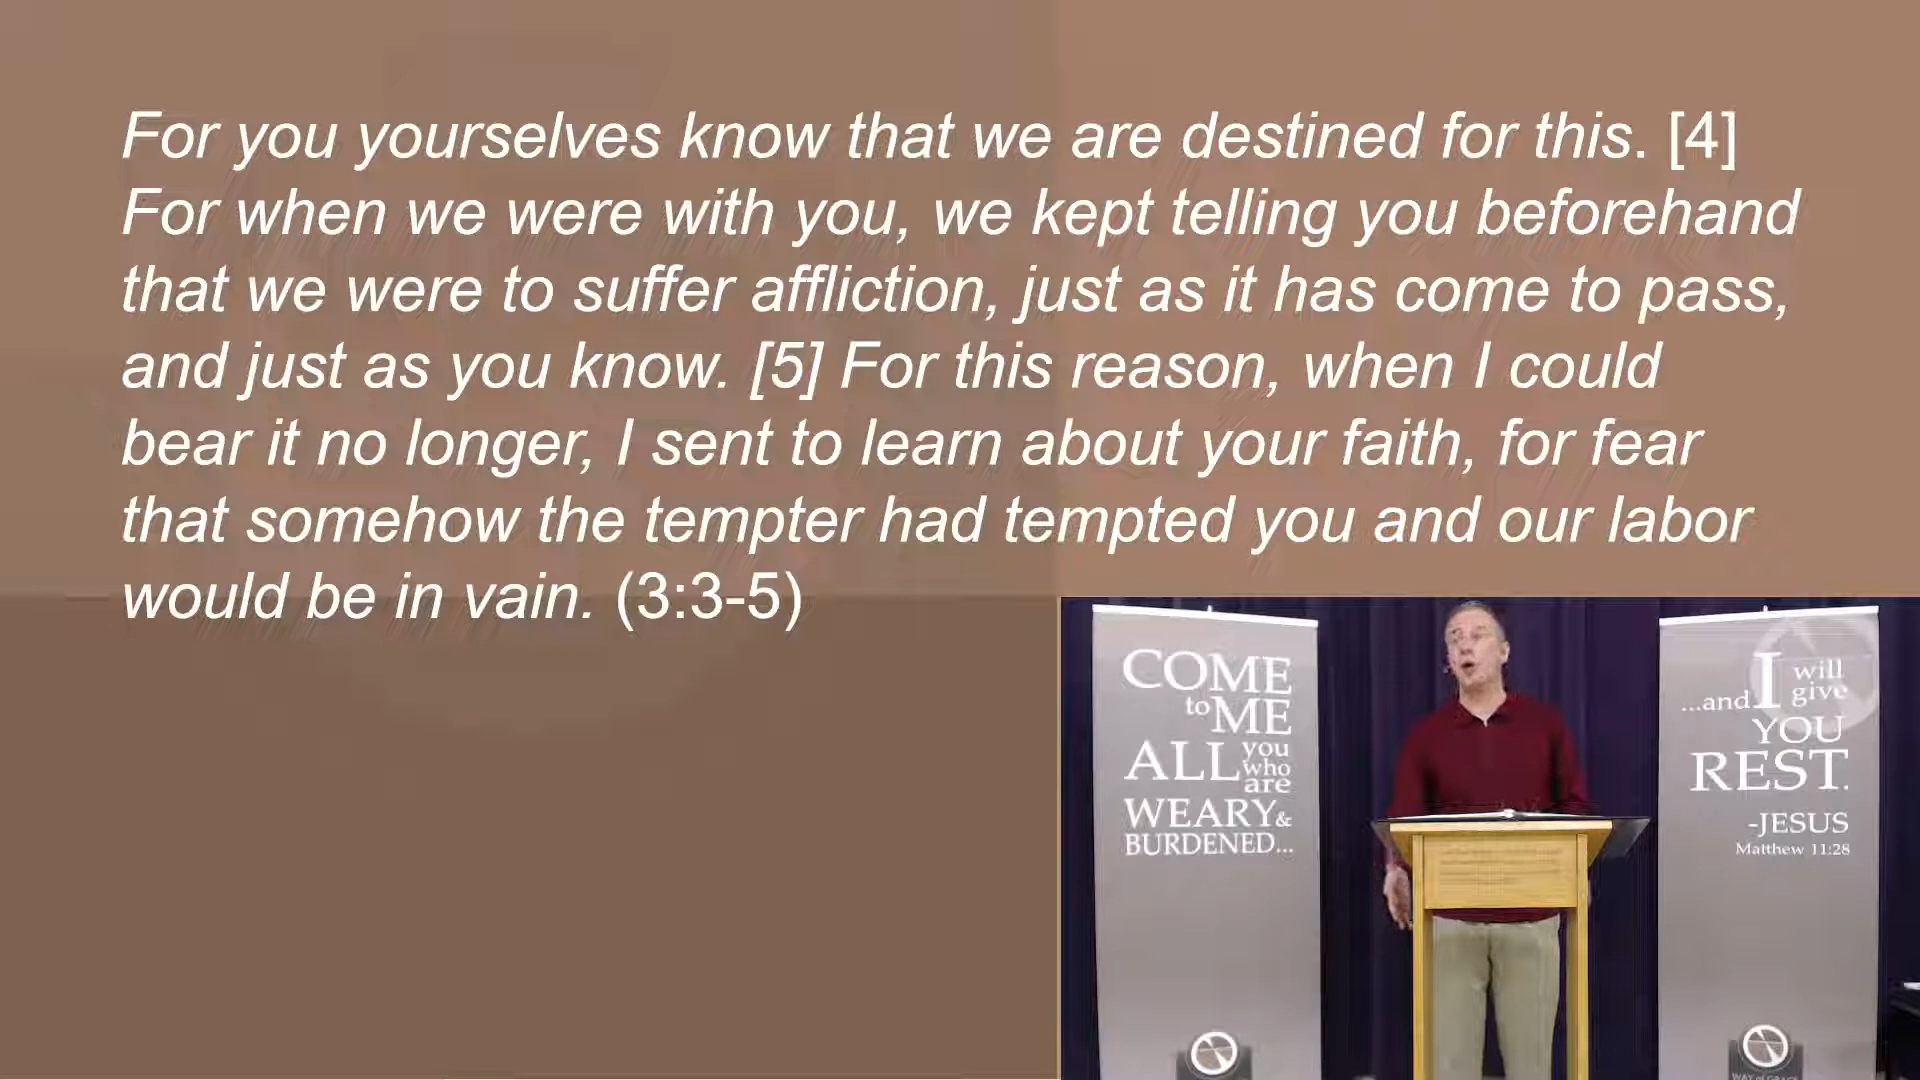 For you yourselves know that we are destined for this. [4]
For when we were with you, we kept telling you beforehand
that we were to suffer affliction, just as it has come to pass,
and just as you know. [5] For this reason, when I could
bear it no longer, I sent to learn about your faith, for fear
that somehow the tempter had tempted you and our labor
would be in vain. (3:3-5)
COME
to ME
ALL you who are
WEARY &
BURDENED...
...and I will give
YOU
REST.
-JESUS
Matthew 11:28
WAY of GRACE